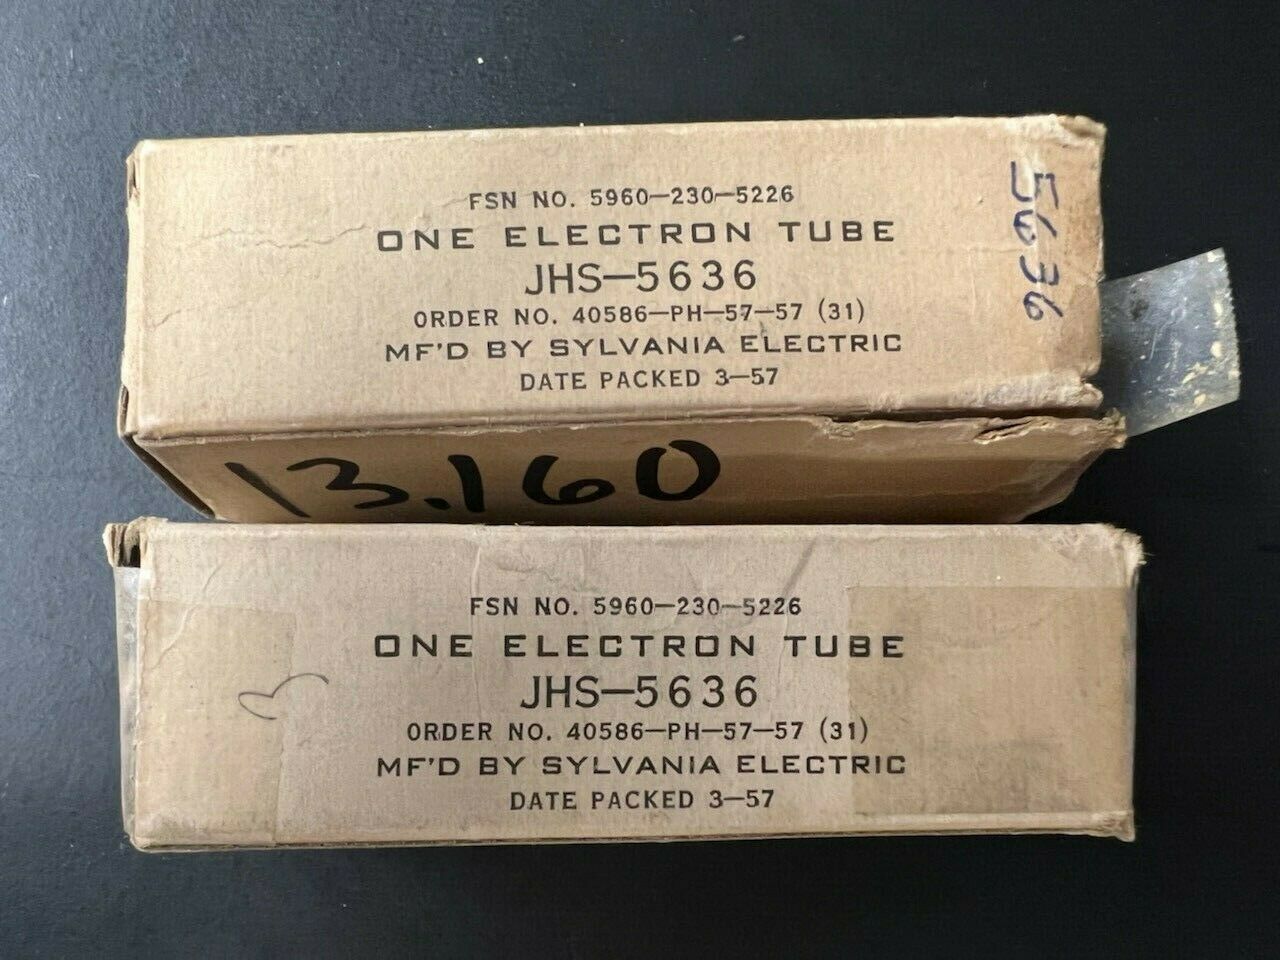 FSN NO. 5960-230-5226
ONE ELECTRON TUBE
JHS-5636
ORDER NO. 40586-PH-57-57 (31)
MF'D BY SYLVANIA ELECTRIC
DATE PACKED 3-57
5636
13.160
FSN NO. 5960-230-5226
ONE ELECTRON TUBE
JHS-5636
ORDER NO. 40586-PH-57-57 (31)
MF'D BY SYLVANIA ELECTRIC
DATE PACKED 3-57
3